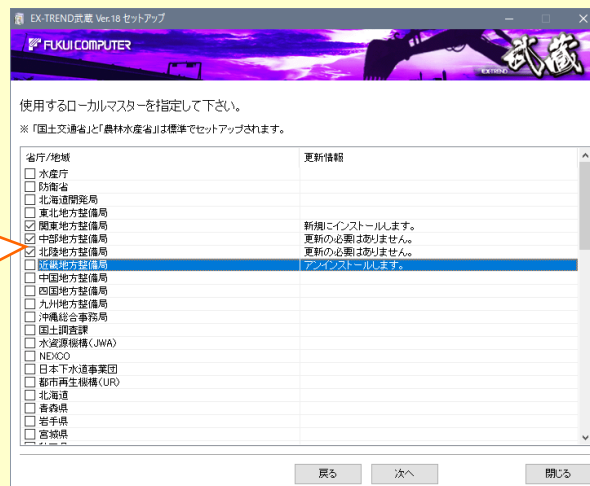 EX-TREND武蔵 Ver.18 セットアップ
FUKUI COMPUTER
EX-TREND 武蔵
使用するローカルマスターを指定して下さい。
※「国土交通省」と「農林水産省」は標準でセットアップされます。
省庁/地域 更新情報
水産庁
防衛省
北海道開発局
東北地方整備局
関東地方整備局 新規にインストールします。
中部地方整備局 更新の必要はありません。
北陸地方整備局 更新の必要はありません。
近畿地方整備局 アンインストールします。
中国地方整備局
四国地方整備局
九州地方整備局
沖縄総合事務局
国土調査課
水資源機構(JWA)
NEXCO
日本下水道事業団
都市再生機構(UR)
北海道
青森県
岩手県
宮城県
戻る 次へ 閉じる